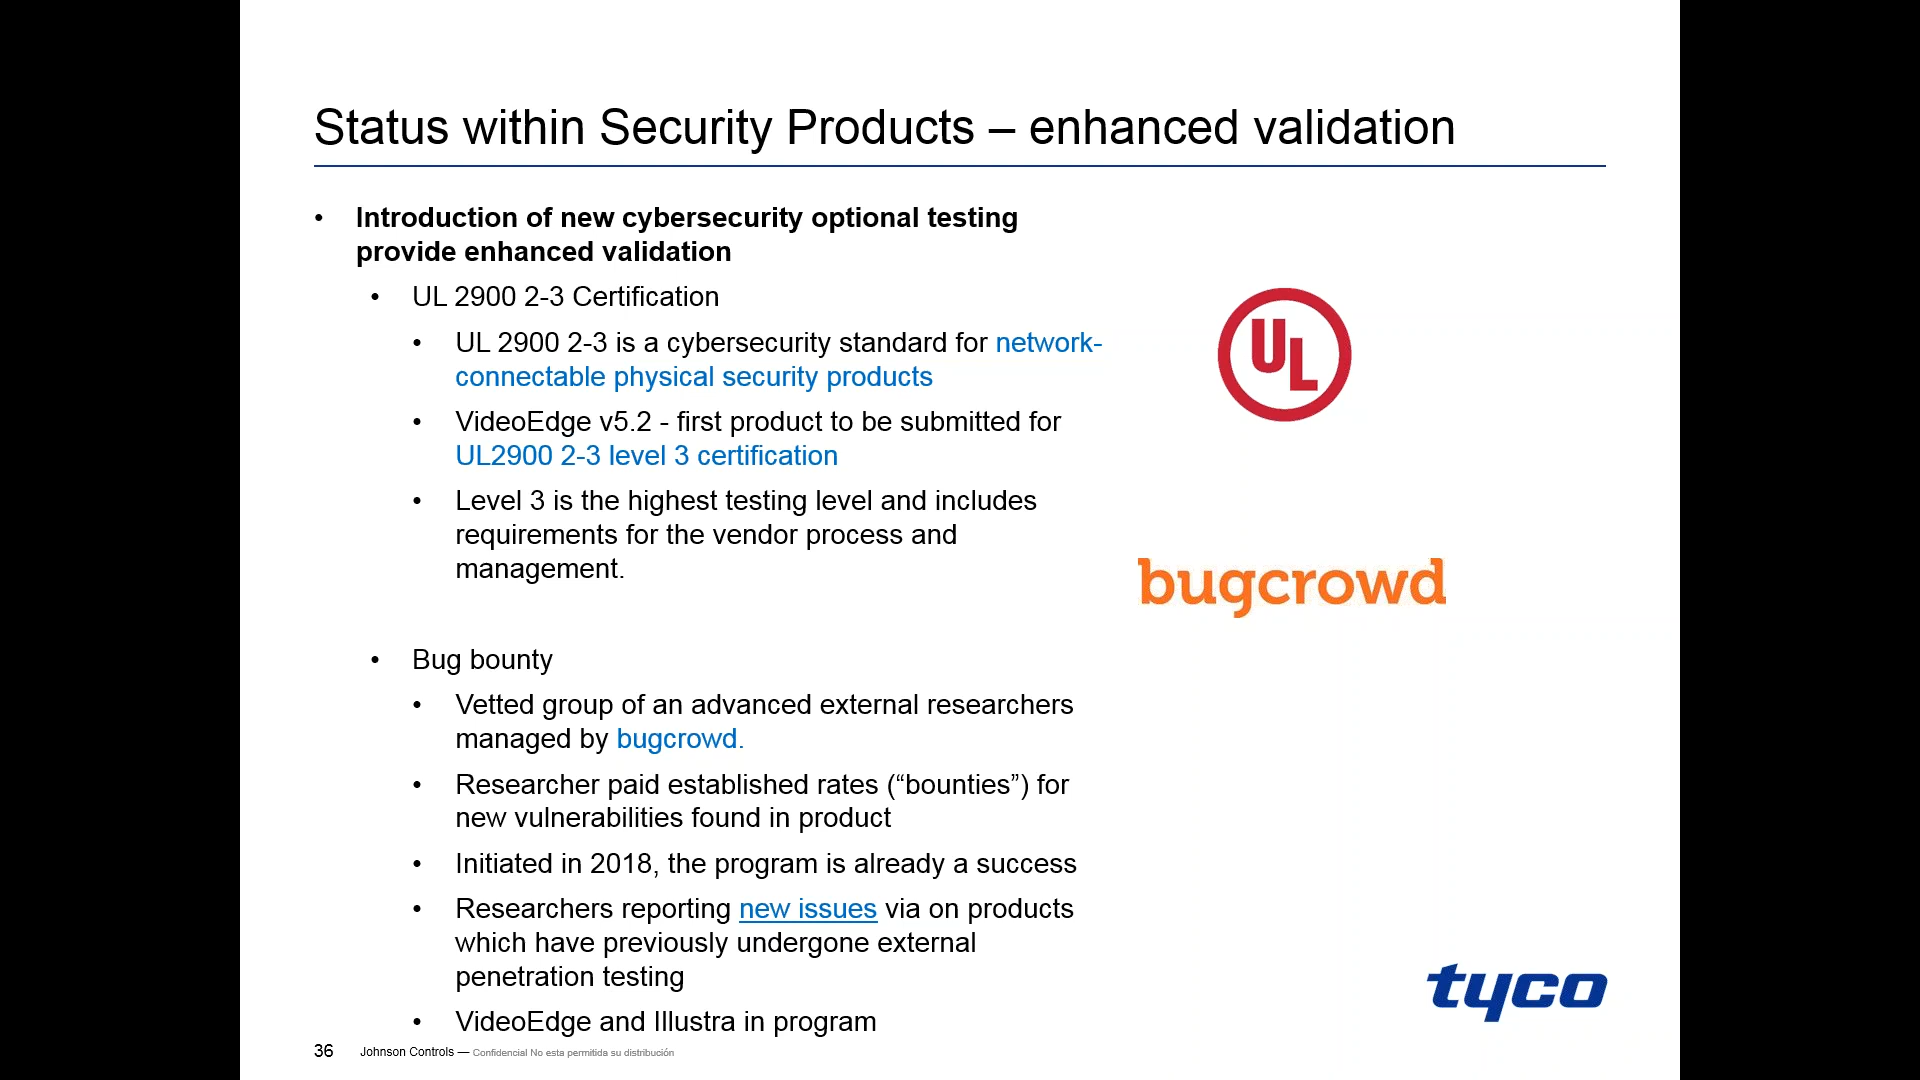 Status within Security Products – enhanced validation
• Introduction of new cybersecurity optional testing
provide enhanced validation
• UL 2900 2-3 Certification
• UL 2900 2-3 is a cybersecurity standard for network-
connectable physical security products
• VideoEdge v5.2 - first product to be submitted for
UL2900 2-3 level 3 certification
• Level 3 is the highest testing level and includes
requirements for the vendor process and
management.
UL
bugcrowd
• Bug bounty
• Vetted group of an advanced external researchers
managed by bugcrowd.
• Researcher paid established rates (“bounties”) for
new vulnerabilities found in product
• Initiated in 2018, the program is already a success
• Researchers reporting new issues via on products
which have previously undergone external
penetration testing
• VideoEdge and Illustra in program
tyco
36 Johnson Controls — Confidencial No esta permitida su distribución